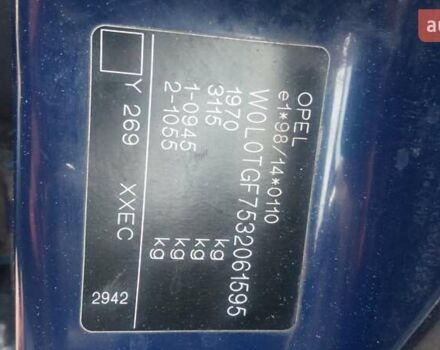 OPEL
e1*98/14*0110
W0L0TGF7532061595
1970 kg
3115 kg
1-0945 kg
2-1055 kg
Y 269 XXEC
2942